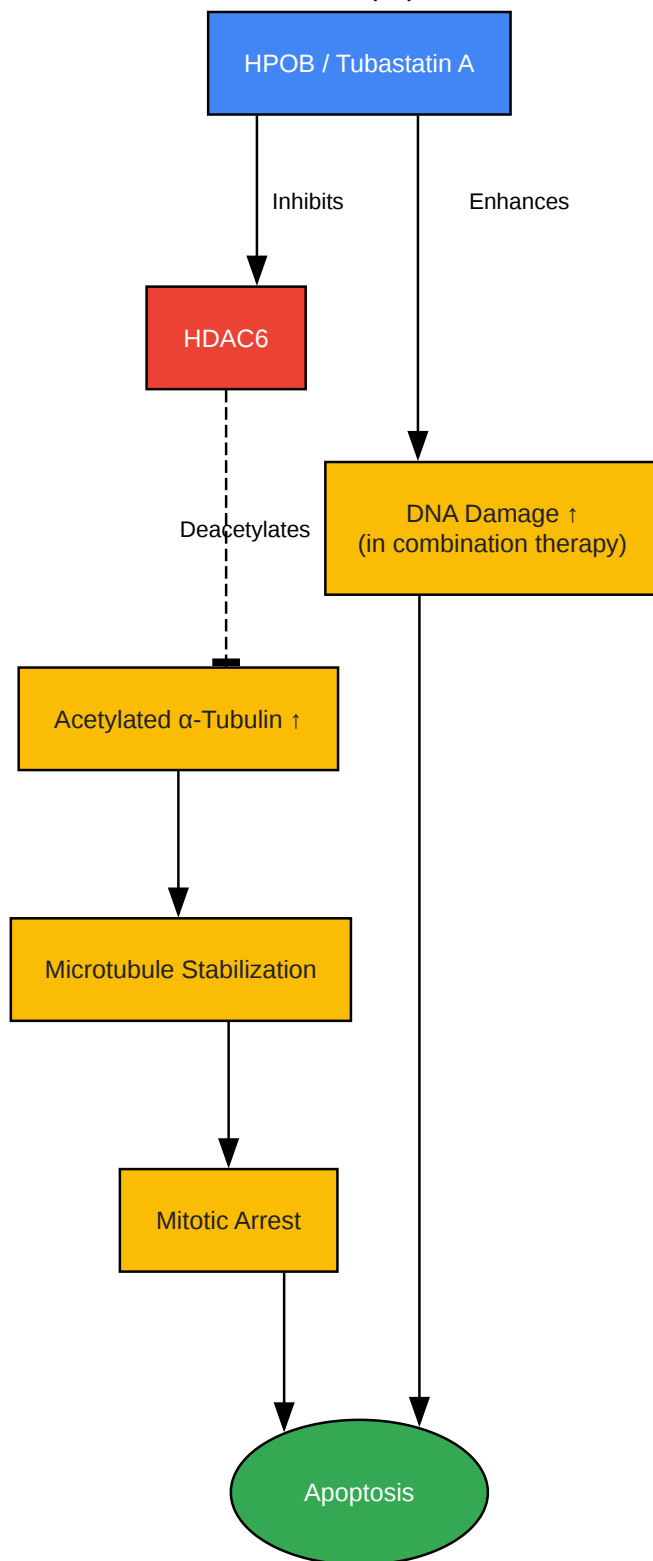 HPOB / Tubastatin A
Inhibits
Enhances
HDAC6
DNA Damage ↑
(in combination therapy)
Deacetylates
Acetylated α-Tubulin ↑
Microtubule Stabilization
Mitotic Arrest
Apoptosis